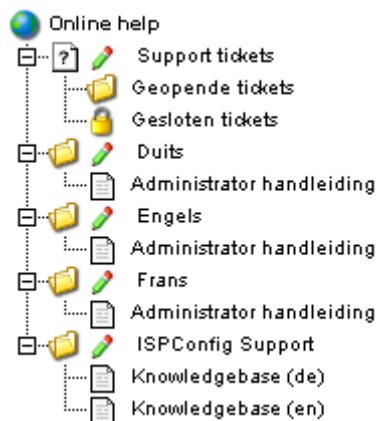 Online help
Support tickets
Geopende tickets
Gesloten tickets
Duits
Administrator handleiding
Engels
Administrator handleiding
Frans
Administrator handleiding
ISPConfig Support
Knowledgebase (de)
Knowledgebase (en)